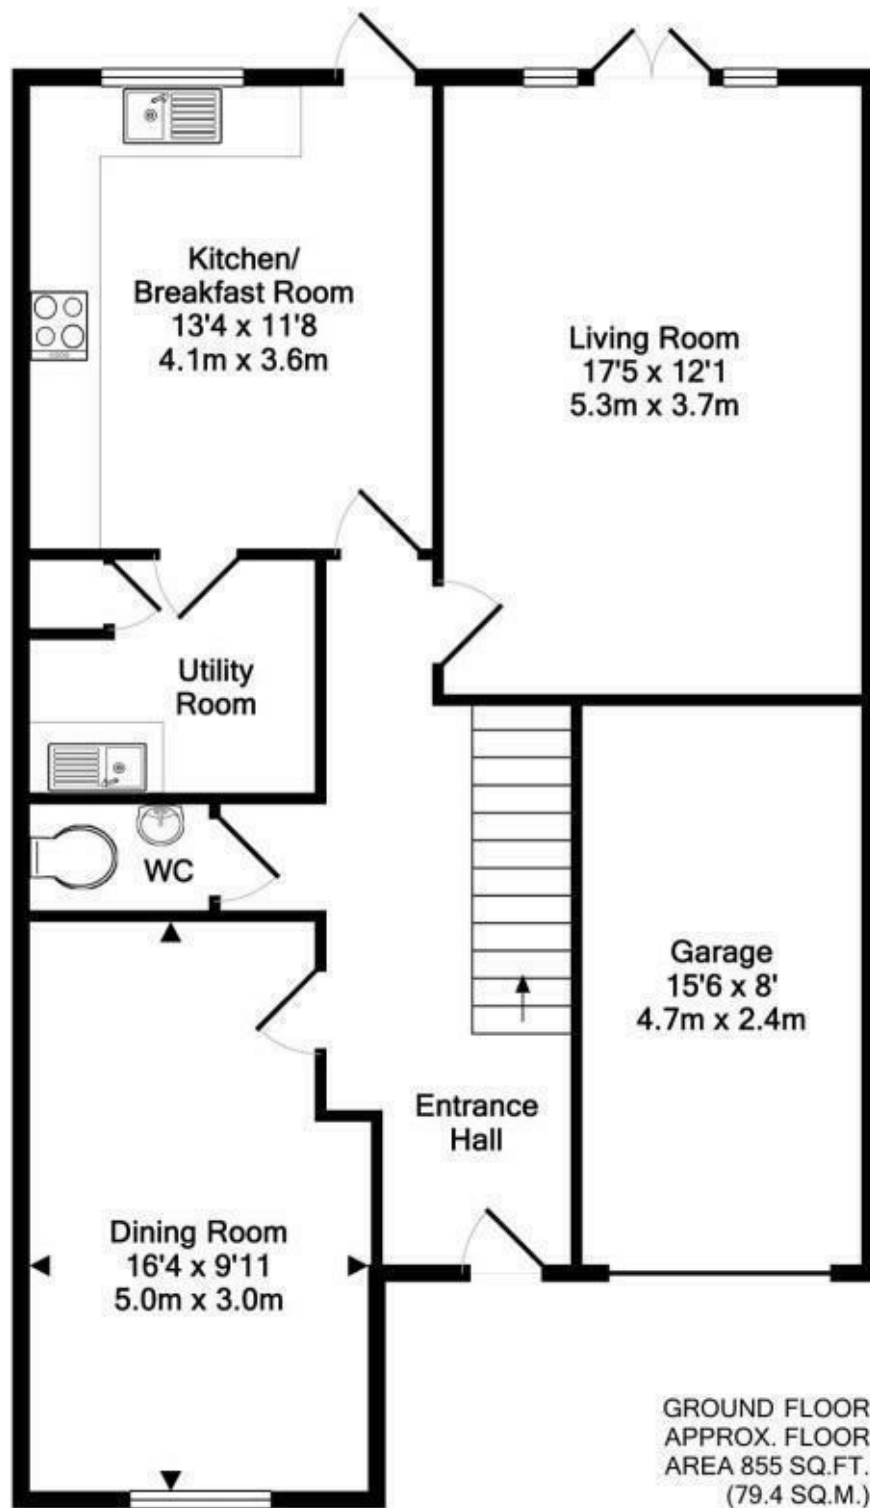 Kitchen/
Breakfast Room
13'4 x 11'8
4.1m x 3.6m
Living Room
17'5 x 12'1
5.3m x 3.7m
Utility
Room
WC
Garage
15'6 x 8'
4.7m x 2.4m
Entrance
Hall
Dining Room
16'4 x 9'11
5.0m x 3.0m
GROUND FLOOR
APPROX. FLOOR
AREA 855 SQ.FT.
(79.4 SQ.M.)